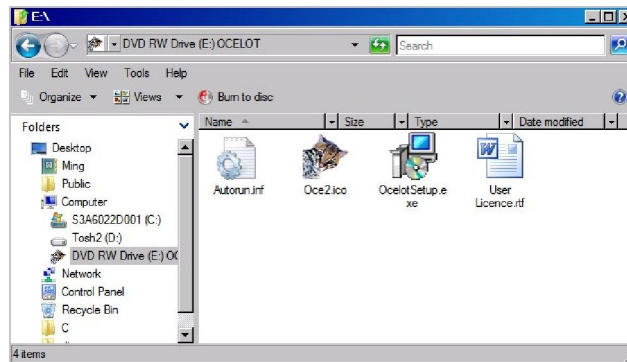 E:\
DVD RW Drive (E:) OCELOT
Search
File Edit View Tools Help
Organize Views Burn to disc
Folders
Name Size Type Date modified
Desktop
Ming
Public
Computer
S3A6022D001 (C:)
Tosh2 (D:)
DVD RW Drive (E:) OC
Network
Control Panel
Recycle Bin
C
Autorun.inf
Oce2.ico
OcelotSetup.e
xe
User
Licence.rtf
4 items